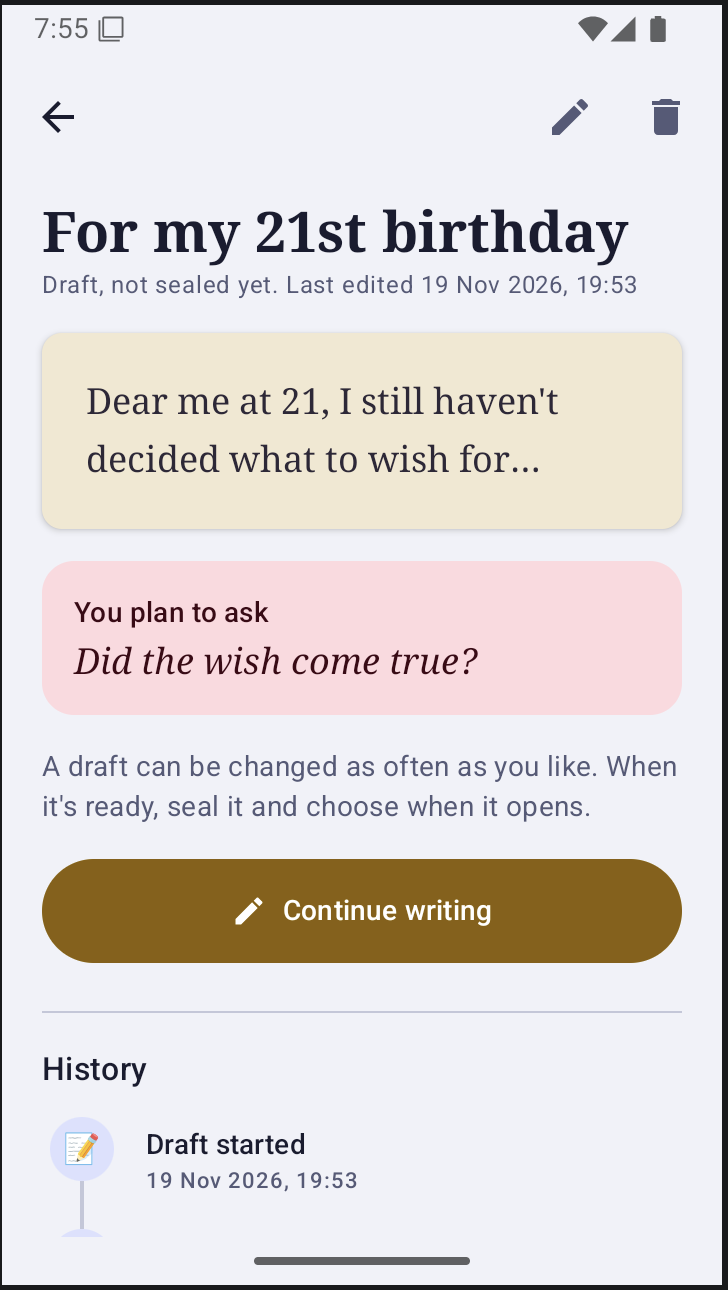 7:55
For my 21st birthday
Draft, not sealed yet. Last edited 19 Nov 2026, 19:53
Dear me at 21, I still haven't
decided what to wish for...
You plan to ask
Did the wish come true?
A draft can be changed as often as you like. When
it's ready, seal it and choose when it opens.
Continue writing
History
Draft started
19 Nov 2026, 19:53